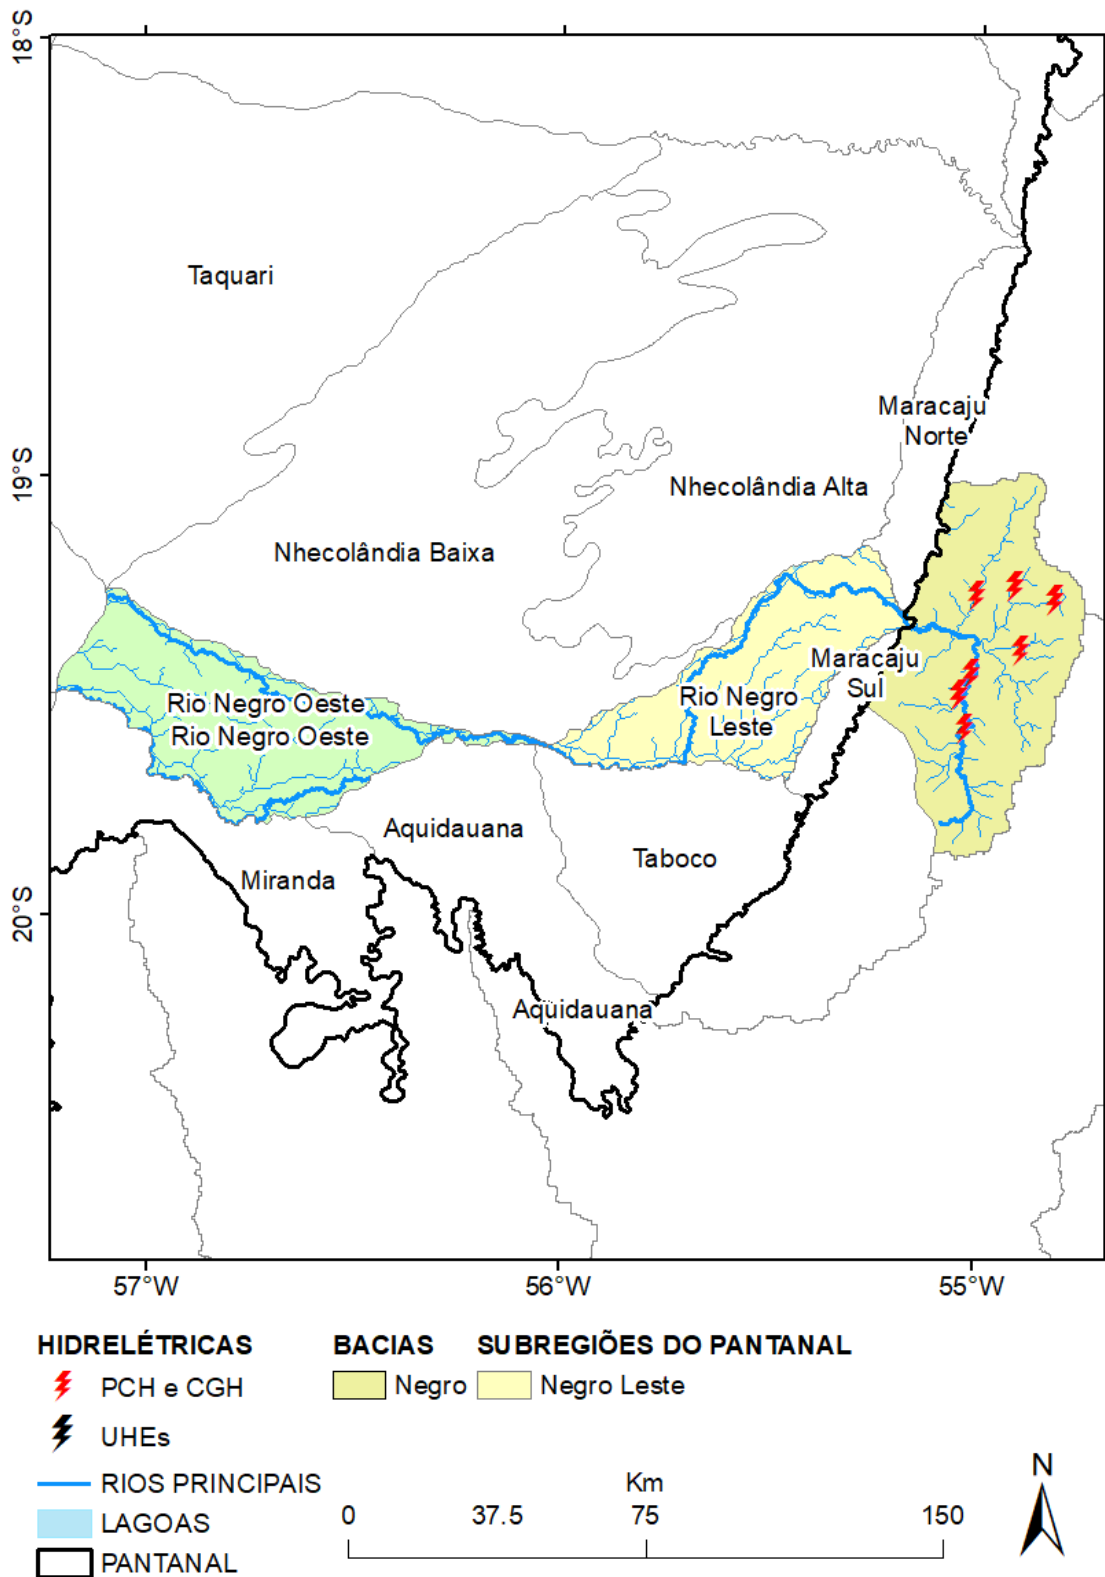 18°S
Taquari
Maracaju
Norte
19°S
Nhecolândia Alta
Nhecolândia Baixa
Maracaju
Sul
Rio Negro Oeste
Rio Negro
Leste
Rio Negro Oeste
Aquidauana
Taboco
Miranda
20°S
Aquidauana
57°W 56°W 55°W
HIDRELÉTRICAS BACIAS SUBREGIÕES DO PANTANAL
PCH e CGH Negro Negro Leste
UHEs
RIOS PRINCIPAIS
LAGOAS
PANTANAL
Km
0 37.5 75 150
N